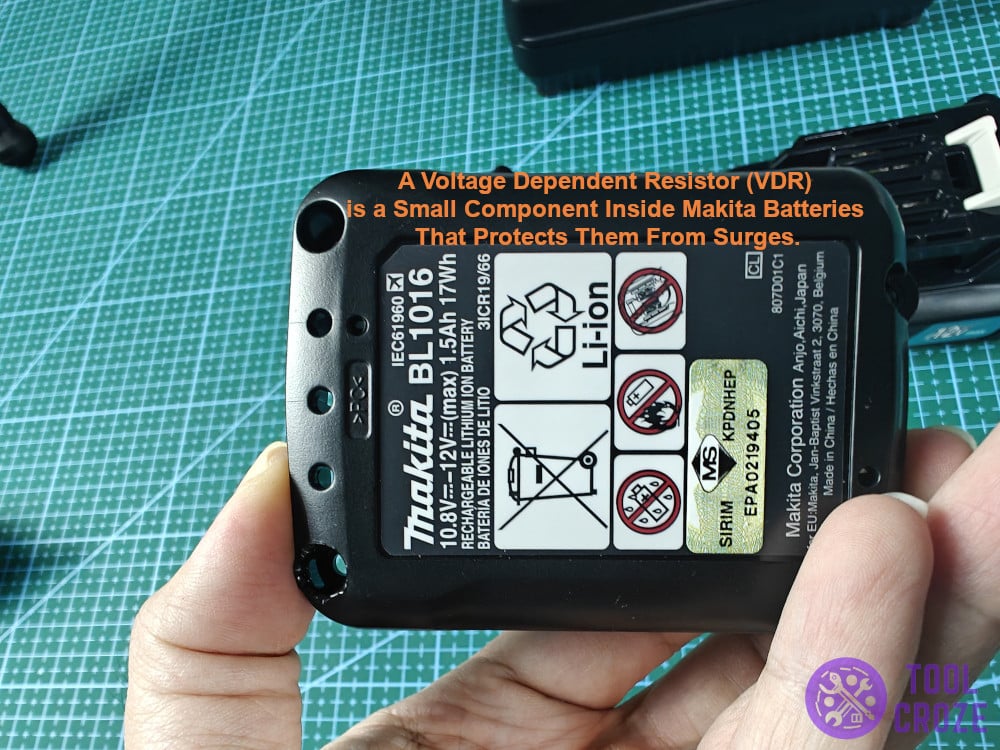 A Voltage Dependent Resistor (VDR)
is a Small Component Inside Makita Batteries
That Protects Them From Surges.
IEC61960
Makita® BL1016
10.8V⎓–12V⎓(max) 1.5Ah 17Wh
RECHARGEABLE LITHIUM ION BATTERY 3ICR19/66
BATERIA DE IONES DE LITIO
>PC<
Li-ion
SIRIM MS KPDNHEP
EPA0219405
CL
807D01C1
Makita Corporation Anjo, Aichi, Japan
EU: Makita, Jan-Baptist Vinkstraat 2, 3070, Belgium
Made in China / Hechas en China
TOOL
CROZE